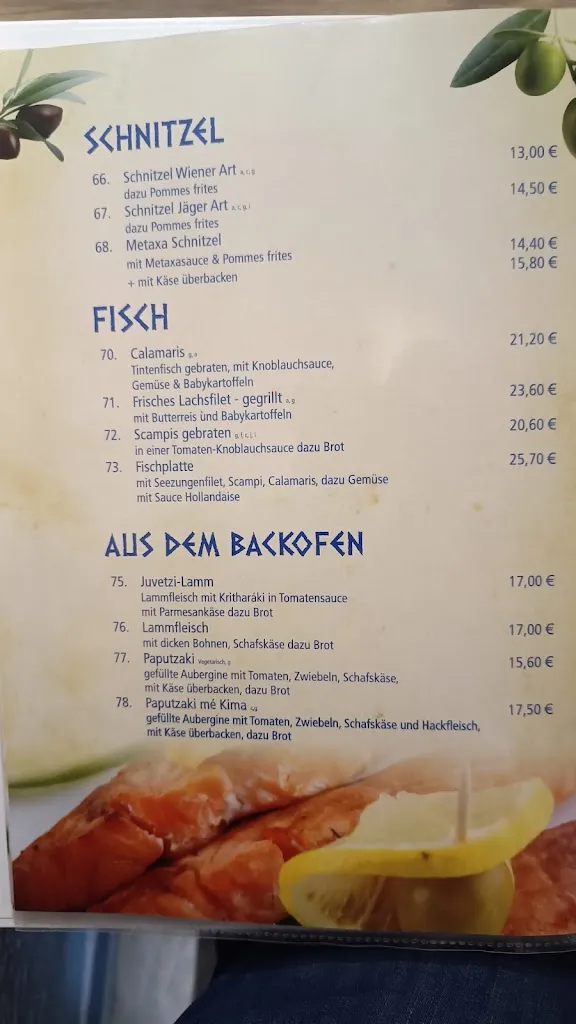 SCHNITZEL
66. Schnitzel Wiener Art a,c,g 13,00 €
dazu Pommes frites
67. Schnitzel Jäger Art a,c,g,i 14,50 €
dazu Pommes frites
68. Metaxa Schnitzel 14,40 €
mit Metaxasauce & Pommes frites 15,80 €
+ mit Käse überbacken
FISCH
70. Calamaris 21,20 €
Tintenfisch gebraten, mit Knoblauchsauce,
Gemüse & Babykartoffeln
71. Frisches Lachsfilet - gegrillt a,g 23,60 €
mit Butterreis und Babykartoffeln
72. Scampis gebraten 20,60 €
in einer Tomaten-Knoblauchsauce dazu Brot
73. Fischplatte 25,70 €
mit Seezungenfilet, Scampi, Calamaris, dazu Gemüse
mit Sauce Hollandaise
AUS DEM BACKOFEN
75. Juvetzi-Lamm 17,00 €
Lammfleisch mit Kritharáki in Tomatensauce
mit Parmesankäse dazu Brot
76. Lammfleisch 17,00 €
mit dicken Bohnen, Schafskäse dazu Brot
77. Paputzaki Vegetarisch, g 15,60 €
gefüllte Aubergine mit Tomaten, Zwiebeln, Schafskäse,
mit Käse überbacken, dazu Brot
78. Paputzaki mé Kima 17,50 €
gefüllte Aubergine mit Tomaten, Zwiebeln, Schafskäse und Hackfleisch,
mit Käse überbacken, dazu Brot